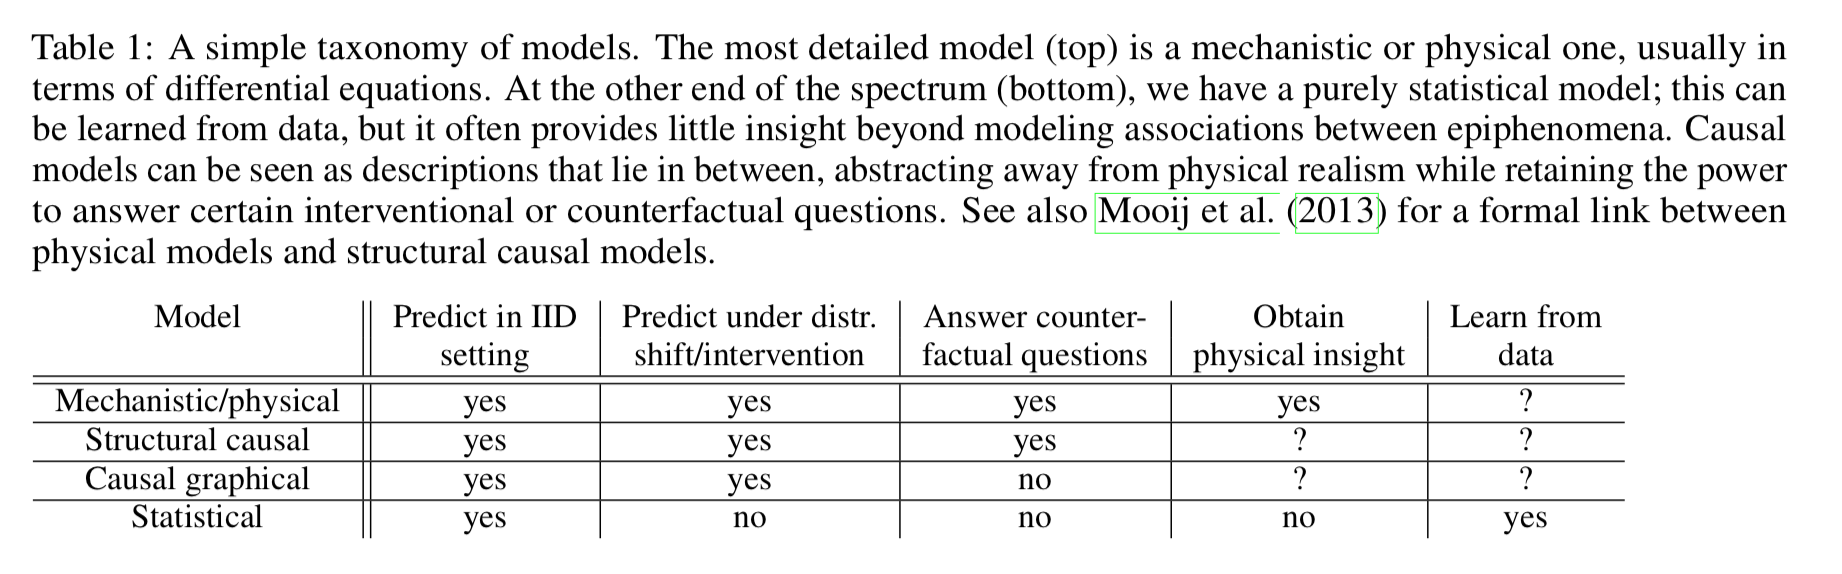 Table 1: A simple taxonomy of models. The most detailed model (top) is a mechanistic or physical one, usually in
terms of differential equations. At the other end of the spectrum (bottom), we have a purely statistical model; this can
be learned from data, but it often provides little insight beyond modeling associations between epiphenomena. Causal
models can be seen as descriptions that lie in between, abstracting away from physical realism while retaining the power
to answer certain interventional or counterfactual questions. See also Mooij et al. (2013) for a formal link between
physical models and structural causal models.
Model Predict in IID Predict under distr. Answer counter- Obtain Learn from
setting shift/intervention factual questions physical insight data
Mechanistic/physical yes yes yes yes ?
Structural causal yes yes yes ? ?
Causal graphical yes yes no ? ?
Statistical yes no no no yes